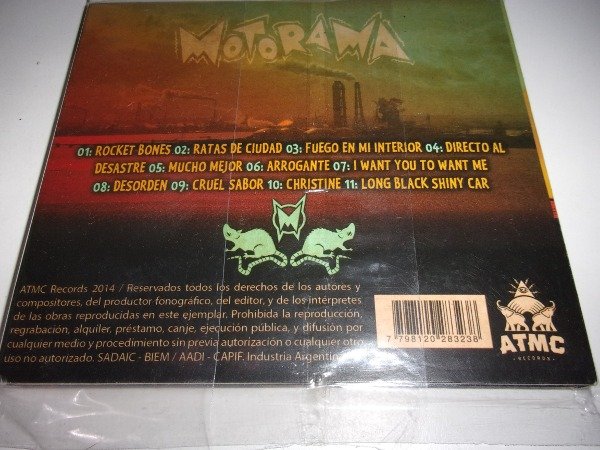 MOTORAMA
01: ROCKET BONES 02: RATAS DE CIUDAD 03: FUEGO EN MI INTERIOR 04: DIRECTO AL
DESASTRE 05: MUCHO MEJOR 06: ARROGANTE 07: I WANT YOU TO WANT ME
08: DESORDEN 09: CRUEL SABOR 10: CHRISTINE 11: LONG BLACK SHINY CAR
M
ATMC Records 2014 / Reservados todos los derechos de los autores y
compositores, del productor fonográfico, del editor, y de los intérpretes
de las obras reproducidas en este ejemplar. Prohibida la reproducción,
regrabación, alquiler, préstamo, canje, ejecución pública, y difusión por
cualquier medio y procedimiento sin previa autorización o cualquier otro
uso no autorizado. SADAIC - BIEM / AADI - CAPIF. Industria Argentin
7 798120 283238
ATMC
RECORDS